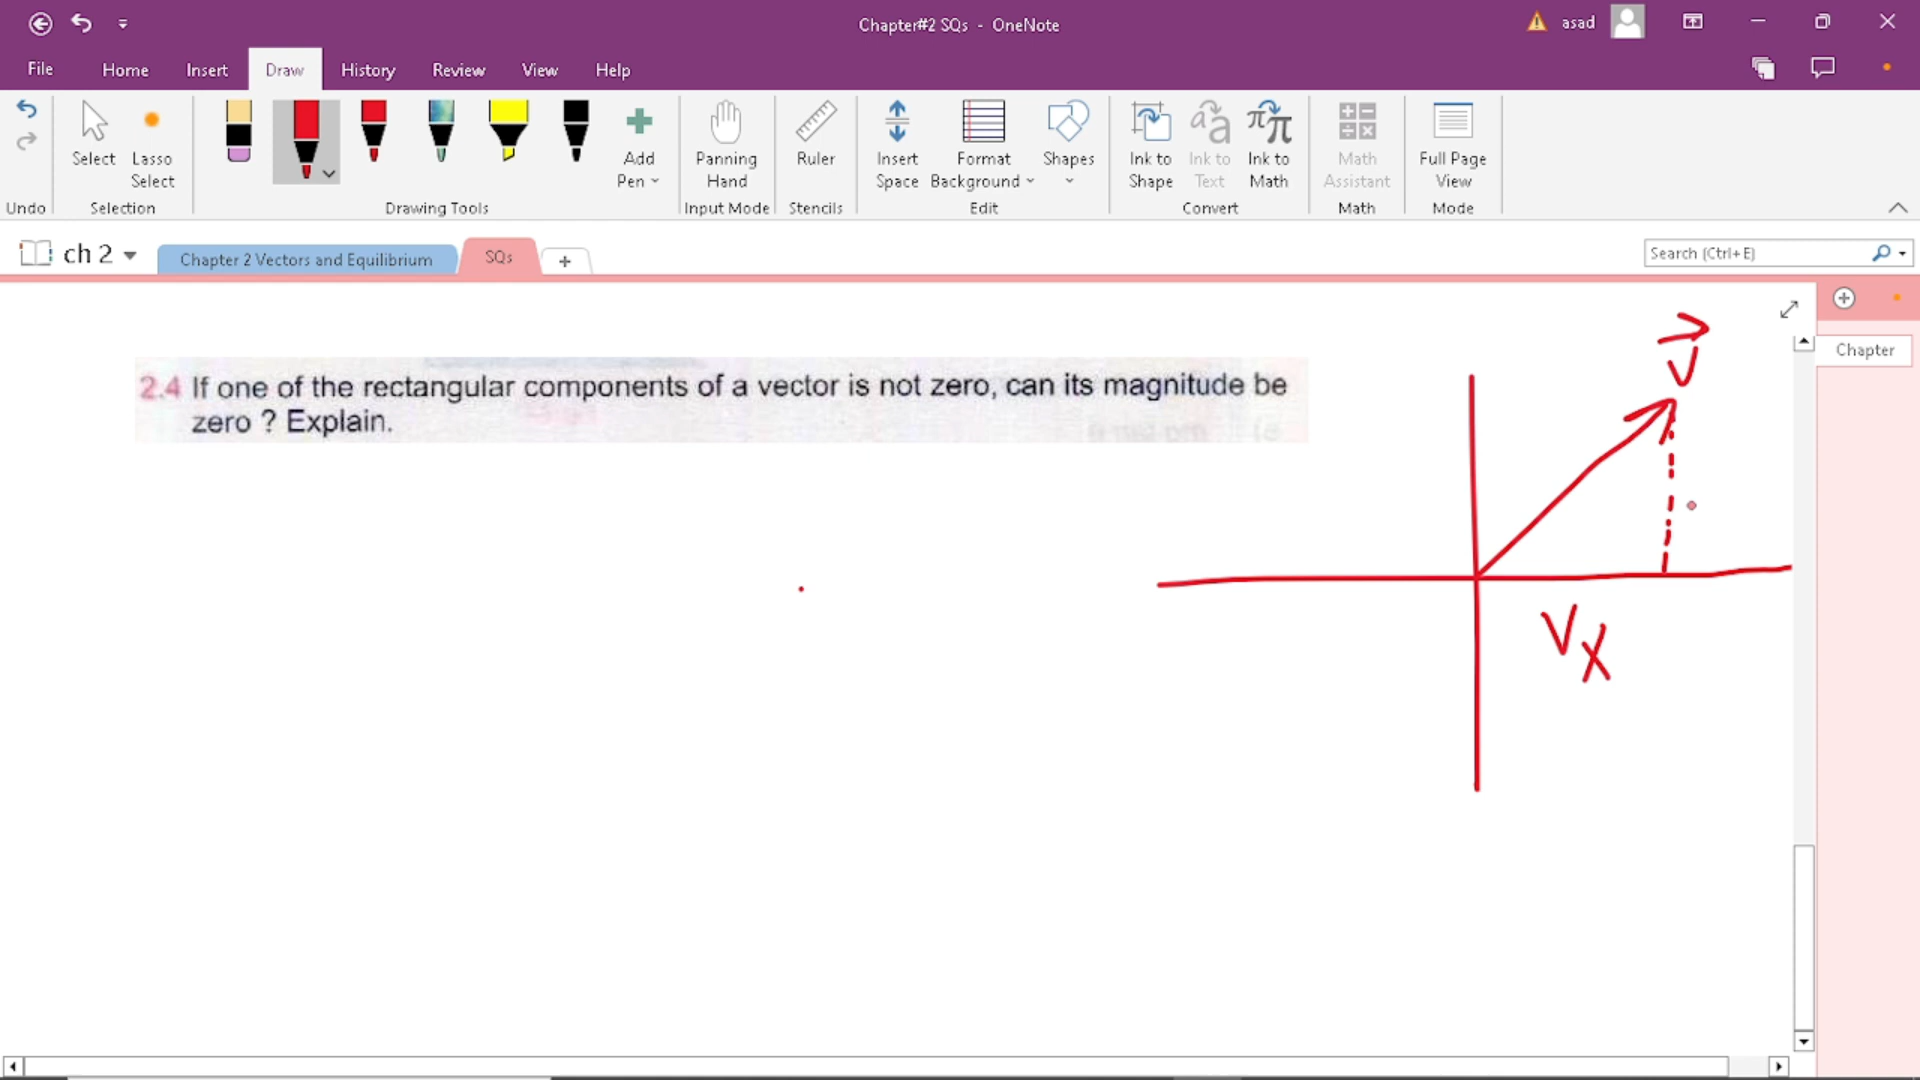 Chapter#2 SQs - OneNote
asad
File
Home
Insert
Draw
History
Review
View
Help
Select
Lasso
Select
Add
Pen
Panning
Hand
Ruler
Insert
Space
Format
Background
Shapes
Ink to
Shape
Ink to
Text
Ink to
Math
Math
Assistant
Full Page
View
Undo
Selection
Drawing Tools
Input Mode
Stencils
Edit
Convert
Math
Mode
ch 2
Chapter 2 Vectors and Equilibrium
SQs
Search (Ctrl+E)
Chapter
2.4 If one of the rectangular components of a vector is not zero, can its magnitude be
zero ? Explain.
V
Vx